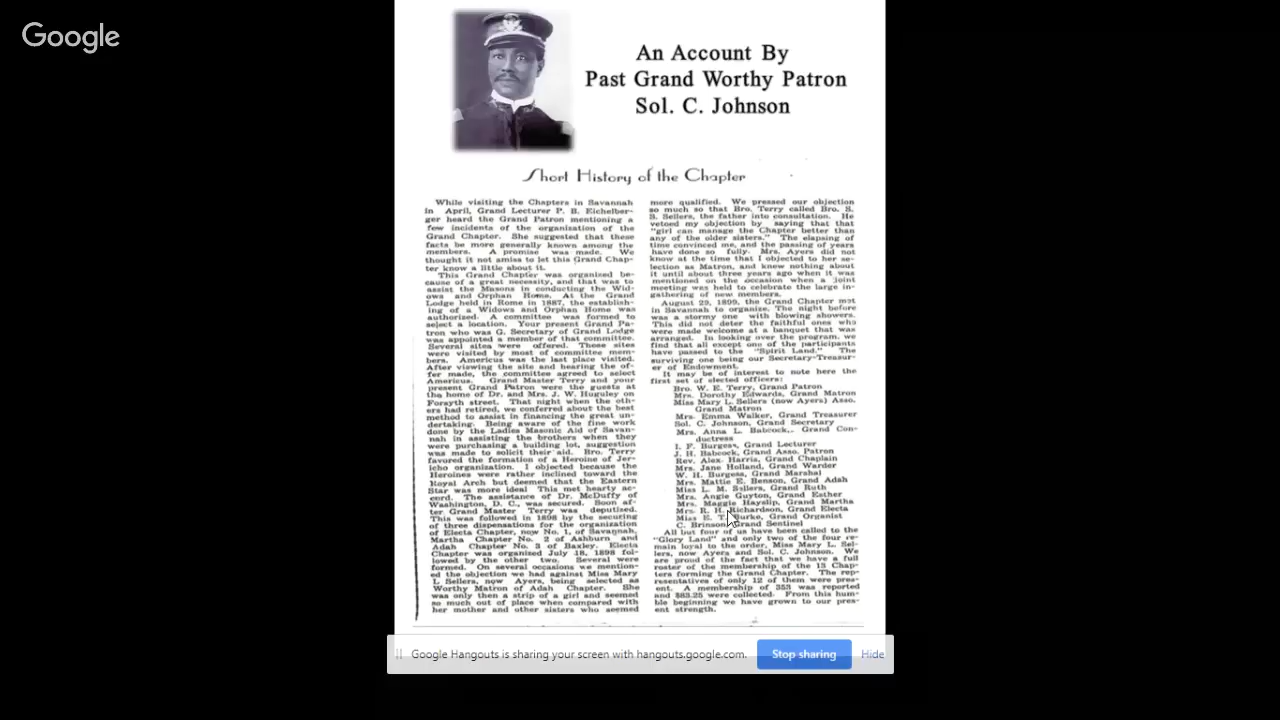 Google
An Account By
Past Grand Worthy Patron
Sol. C. Johnson
Short History of the Chapter
While visiting the Chapters in Savannah
in April, Grand Lecturer P. B. Eichelber-
ger heard the Grand Patron mentioning a
few incidents of the organization of the
Grand Chapter. She suggested that these
facts be more generally known among the
members. A promise was made. We
thought it not amiss to let this Grand Chap-
ter know a little about it.
This Grand Chapter was organized be-
cause of a great necessity, and that was to
assist the Masons in conducting the Wid-
ows and Orphan Home. At the Grand
Lodge held in Rome in 1887, the establish-
ing of a Widows and Orphan Home was
authorized. A committee was formed to
select a location. Your present Grand Pa-
tron who was G. Secretary of Grand Lodge
was appointed a member of that committee.
Several sites were offered. These sites
were visited by most of committee mem-
bers. Americus was the last place visited.
After viewing the site and hearing the of-
fer made, the committee agreed to select
Americus. Grand Master Terry and your
present Grand Patron were the guests at
the home of Dr. and Mrs. J. W. Huguley on
Forsyth street. That night when the oth-
ers had retired, we conferred about the best
method to assist in financing the great un-
dertaking. Being aware of the fine work
done by the Ladies Masonic Aid of Savan-
nah in assisting the brothers when they
were purchasing a building lot, suggestion
was made to solicit their aid. Bro. Terry
favored the formation of a Heroine of Jer-
icho organization. I objected because the
Heroines were rather inclined toward the
Royal Arch but deemed that the Eastern
Star was more ideal This met hearty ac-
cord. The assistance of Dr. McDuffy of
Washington, D. C., was secured. Soon af-
ter Grand Master Terry was deputised.
This was followed in 1898 by the securing
of three dispensations for the organization
of Electa Chapter, now No. 1, of Savannah,
Martha Chapter No. 2 of Ashburn and
Adah Chapter No. 3 of Baxley. Electa
Chapter was organized July 18, 1898 fol-
lowed by the other two. Several were
formed. On several occasions we mention-
ed the objection we had against Miss Mary
L Sellers, now Ayers, being selected as
Worthy Matron of Adah Chapter. She
was only then a strip of a girl and seemed
so much out of place when compared with
her mother and other sisters who seemed
more qualified. We pressed our objection
so much so that Bro. Terry called Bro. S.
S. Sellers, the father into consultation. He
vetoed my objection by saying that that
"girl can manage the Chapter better than
any of the older sisters." The elapsing of
time convinced me, and the passing of years
have done so fully. Mrs. Ayers did not
know at the time that I objected to her se-
lection as Matron, and knew nothing about
it until about three years ago when it was
mentioned on the occasion when a joint
meeting was held to celebrate the large in-
gathering of new members.
August 29, 1899, the Grand Chapter met
in Savannah to organize. The night before
was a stormy one with blowing showers.
This did not deter the faithful ones who
were made welcome at a banquet that was
arranged. In looking over the program, we
find that all except one of the participants
have passed to the "Spirit Land." The
surviving one being our Secretary-Treasur-
er of Endowment.
It may be of interest to note here the
first set of elected officers:
Bro. W. E. Terry, Grand Patron
Mrs. Dorothy Edwards, Grand Matron
Miss Mary L. Sellers (now Ayers) Asso.
Grand Matron
Mrs. Emma Walker, Grand Treasurer
Sol. C. Johnson, Grand Secretary
Mrs. Anna L. Babcock,. Grand Con-
ductress
I. F. Burgess, Grand Lecturer
J. H. Babcock, Grand Asso. Patron
Rev. Alex. Harris, Grand Chaplain
Mrs. Jane Holland, Grand Warder
W. H. Burgess, Grand Marshal
Mrs. Mattie E. Benson, Grand Adah
Miss L. M. Sellers, Grand Ruth
Mrs. Angie Guyton, Grand Esther
Mrs. Maggie Hayslip, Grand Martha
Mrs. R. H. Richardson, Grand Electa
Miss E. T. Burke, Grand Organist
C. Brinson, Grand Sentinel
All but four of us have been called to the
"Glory Land" and only two of the four re-
main loyal to the order, Miss Mary L. Sel-
lers, now Ayers and Sol. C. Johnson. We
are proud of the fact that we have a full
roster of the membership of the 13 Chap-
ters forming the Grand Chapter. The rep-
resentatives of only 12 of them were pres-
ent. A membership of 353 was reported
and $83.25 were collected. From this hum-
ble beginning we have grown to our pres-
ent strength.
Google Hangouts is sharing your screen with hangouts.google.com.
Stop sharing
Hide